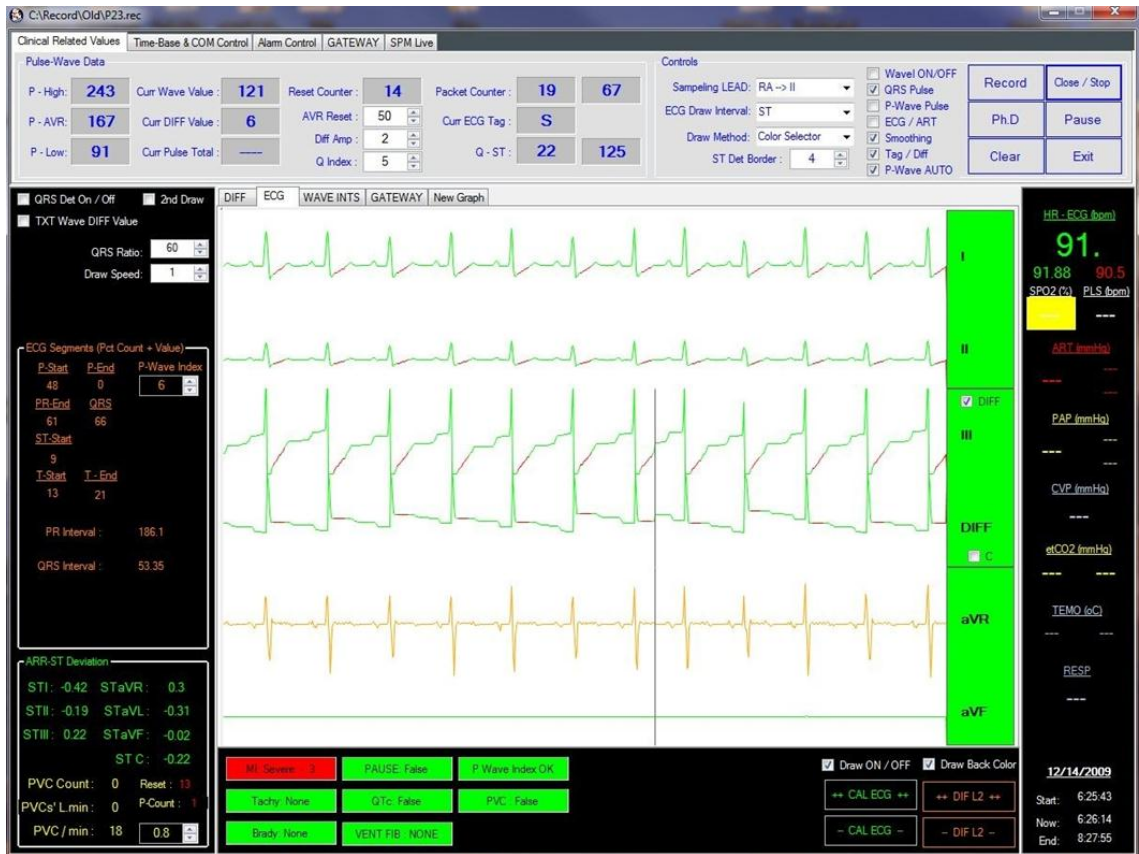 C:\Record\Old\P23.rec
Clinical Related Values Time-Base & COM Control Alarm Control GATEWAY SPM Live
Pulse-Wave Data
P - High: 243 Curr Wave Value : 121 Reset Counter : 14 Packet Counter : 19 67
P - AVR: 167 Curr DIFF Value : 6 AVR Reset : 50 Curr ECG Tag : S
Diff Amp : 2
P - Low: 91 Curr Pulse Total : ---- Q Index : 5 Q - ST : 22 125
Controls
Sampeling LEAD: RA --> II
ECG Draw Interval: ST
Draw Method: Color Selector
ST Det Border : 4
Wavel ON/OFF
QRS Pulse
P-Wave Pulse
ECG / ART
Smoothing
Tag / Diff
P-Wave AUTO
Record Close / Stop
Ph.D Pause
Clear Exit
QRS Det On / Off 2nd Draw
TXT Wave DIFF Value
QRS Ratio: 60
Draw Speed: 1
ECG Segments (Pct Count + Value)
P-Start P-End P-Wave Index
48 0 6
PR-End QRS
61 66
ST-Start
9
T-Start T - End
13 21
PR Interval : 186.1
QRS Interval : 53.35
ARR-ST Deviation
STI : -0.42 STaVR : 0.3
STII : -0.19 STaVL : -0.31
STIII : 0.22 STaVF : -0.02
ST C : -0.22
PVC Count : 0 Reset : 13
PVCs' L.min : 0 P-Count : 1
PVC / min : 18 0.8
DIFF ECG WAVE INTS GATEWAY New Graph
I
II
DIFF
III
DIFF
C
aVR
aVF
MI: Severe - 3 PAUSE: False P Wave Index OK
Tachy: None QTc: False PVC : False
Brady: None VENT FIB : NONE
Draw ON / OFF Draw Back Color
++ CAL ECG ++ ++ DIF L2 ++
- CAL ECG - - DIF L2 -
HR - ECG (bpm)
91.
91.88 90.5
SPO2 (%) PLS (bpm)
--- ---
ART (mmHg)
--- ---
---
PAP (mmHg)
--- ---
---
CVP (mmHg)
---
etCO2 (mmHg)
--- ---
TEMO (oC)
--- ---
RESP
---
12/14/2009
Start: 6:25:43
Now: 6:26:14
End: 8:27:55